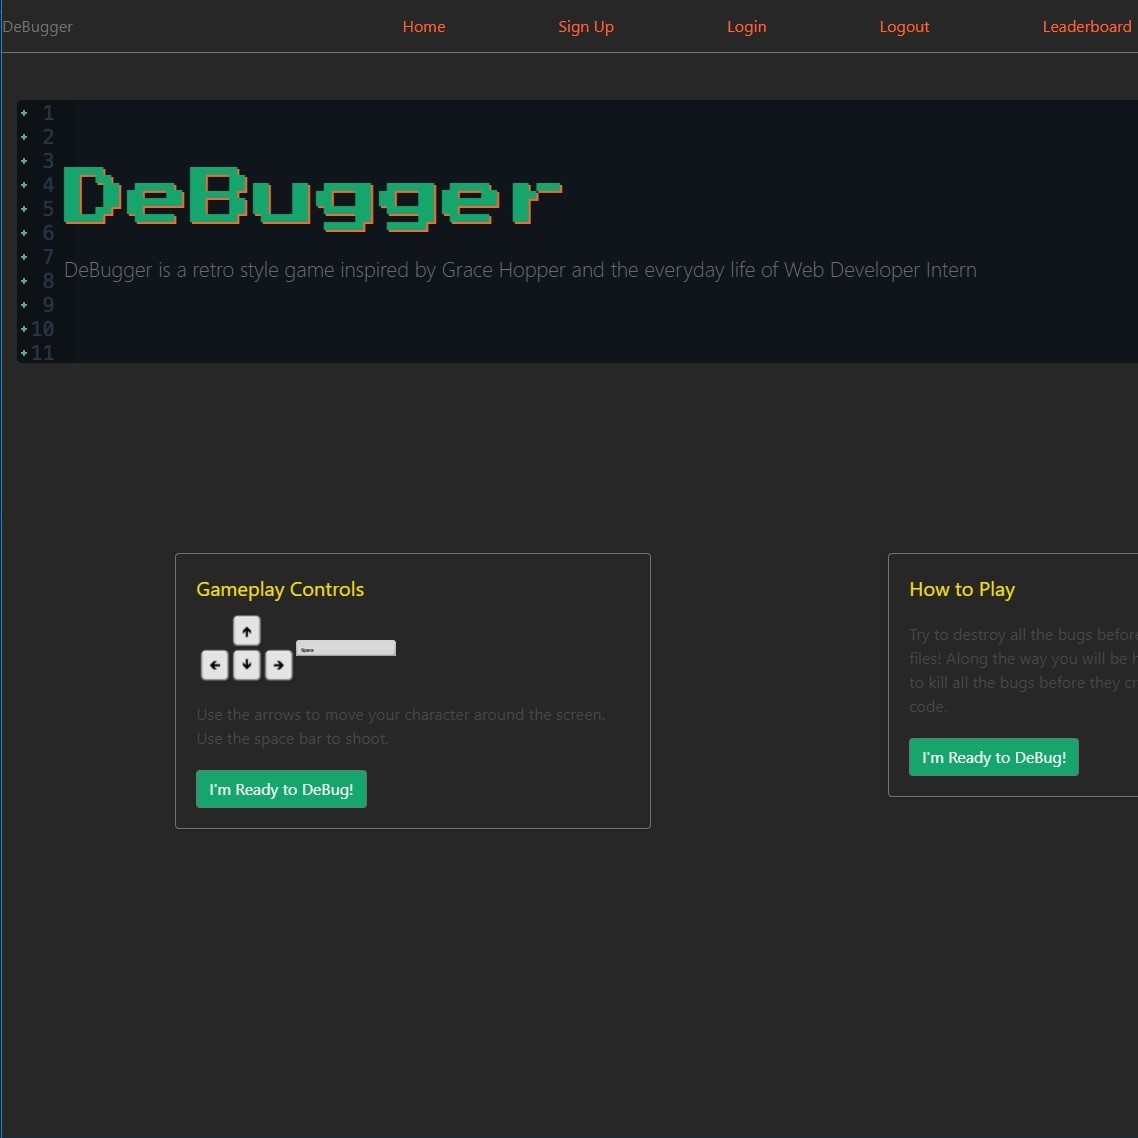 DeBugger Home Sign Up Login Logout Leaderboard
+ 1
+ 2
+ 3
+ 4
+ 5
+ 6
+ 7
+ 8
+ 9
+ 10
+ 11
DeBugger
DeBugger is a retro style game inspired by Grace Hopper and the everyday life of Web Developer Intern
Gameplay Controls
Space
Use the arrows to move your character around the screen.
Use the space bar to shoot.
I'm Ready to DeBug!
How to Play
Try to destroy all the bugs before
files! Along the way you will be
to kill all the bugs before they
code.
I'm Ready to DeBug!